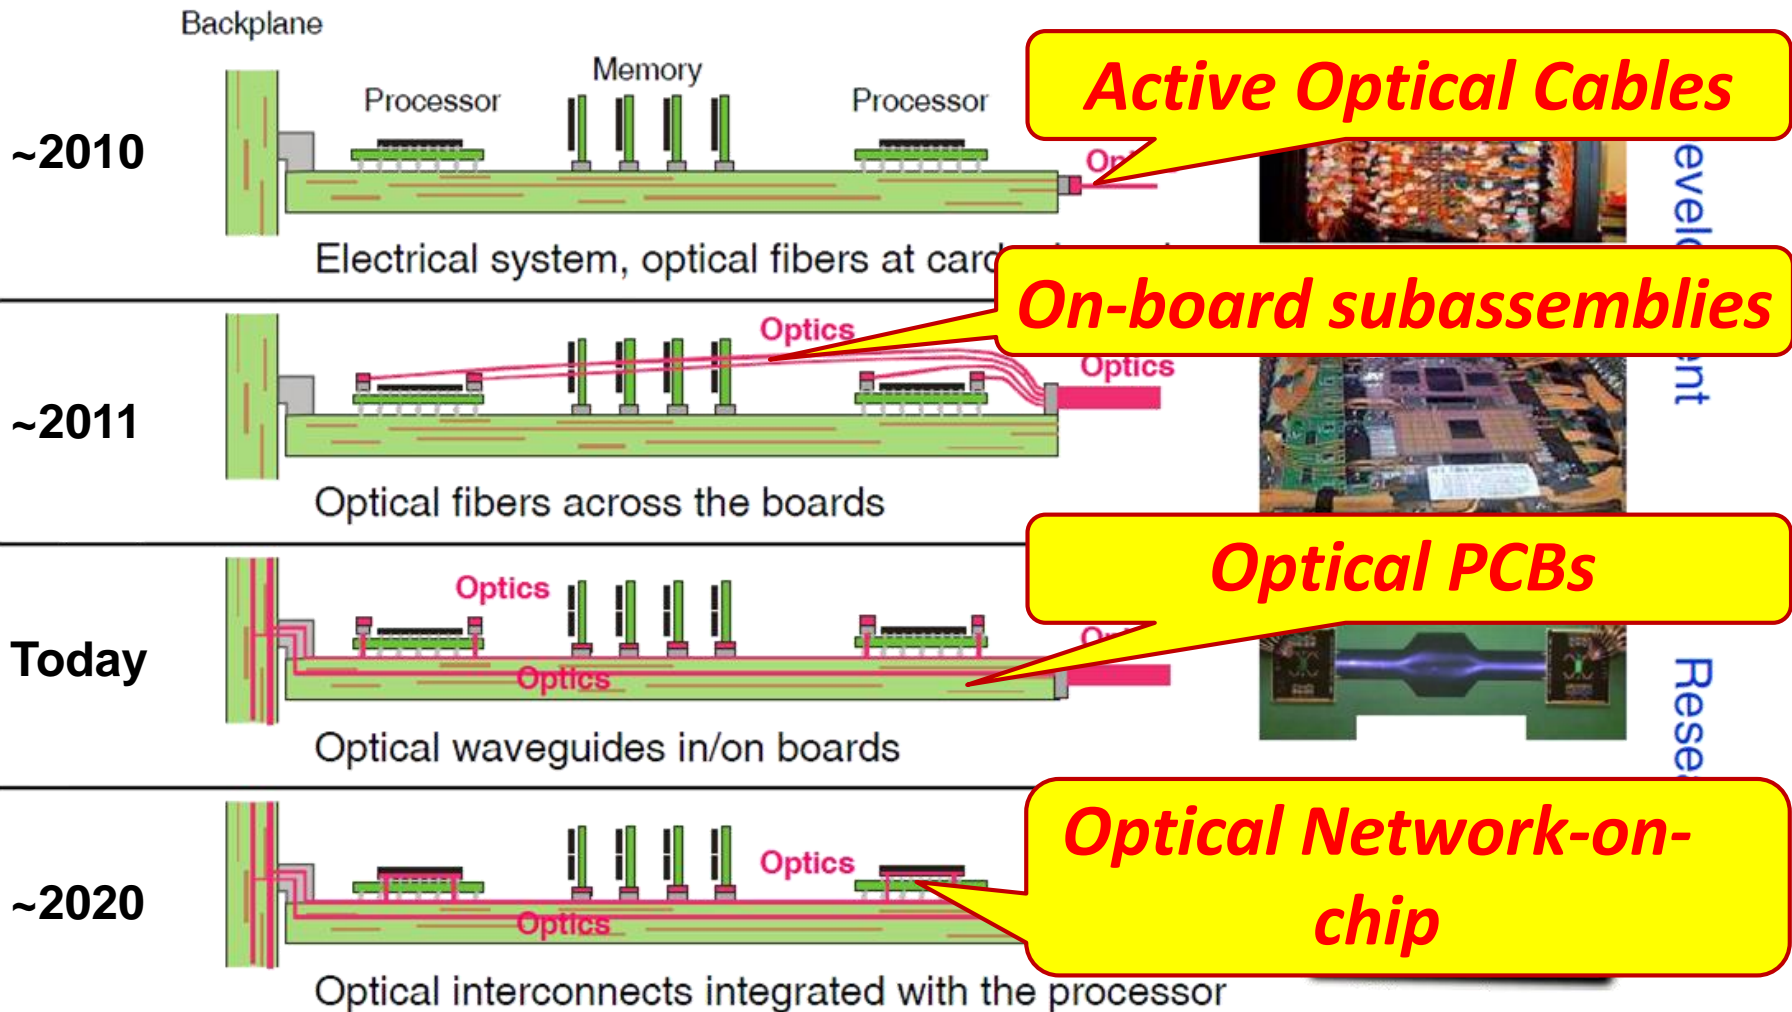 Backplane
Memory
Processor
Processor
Active Optical Cables
~2010
Electrical system, optical fibers at
On-board subassemblies
Optics
Optics
~2011
Optical fibers across the boards
Optical PCBs
Optics
Today
Optics
Optical waveguides in/on boards
Optical Network-on-
chip
Optics
~2020
Optics
Optical interconnects integrated with the processor